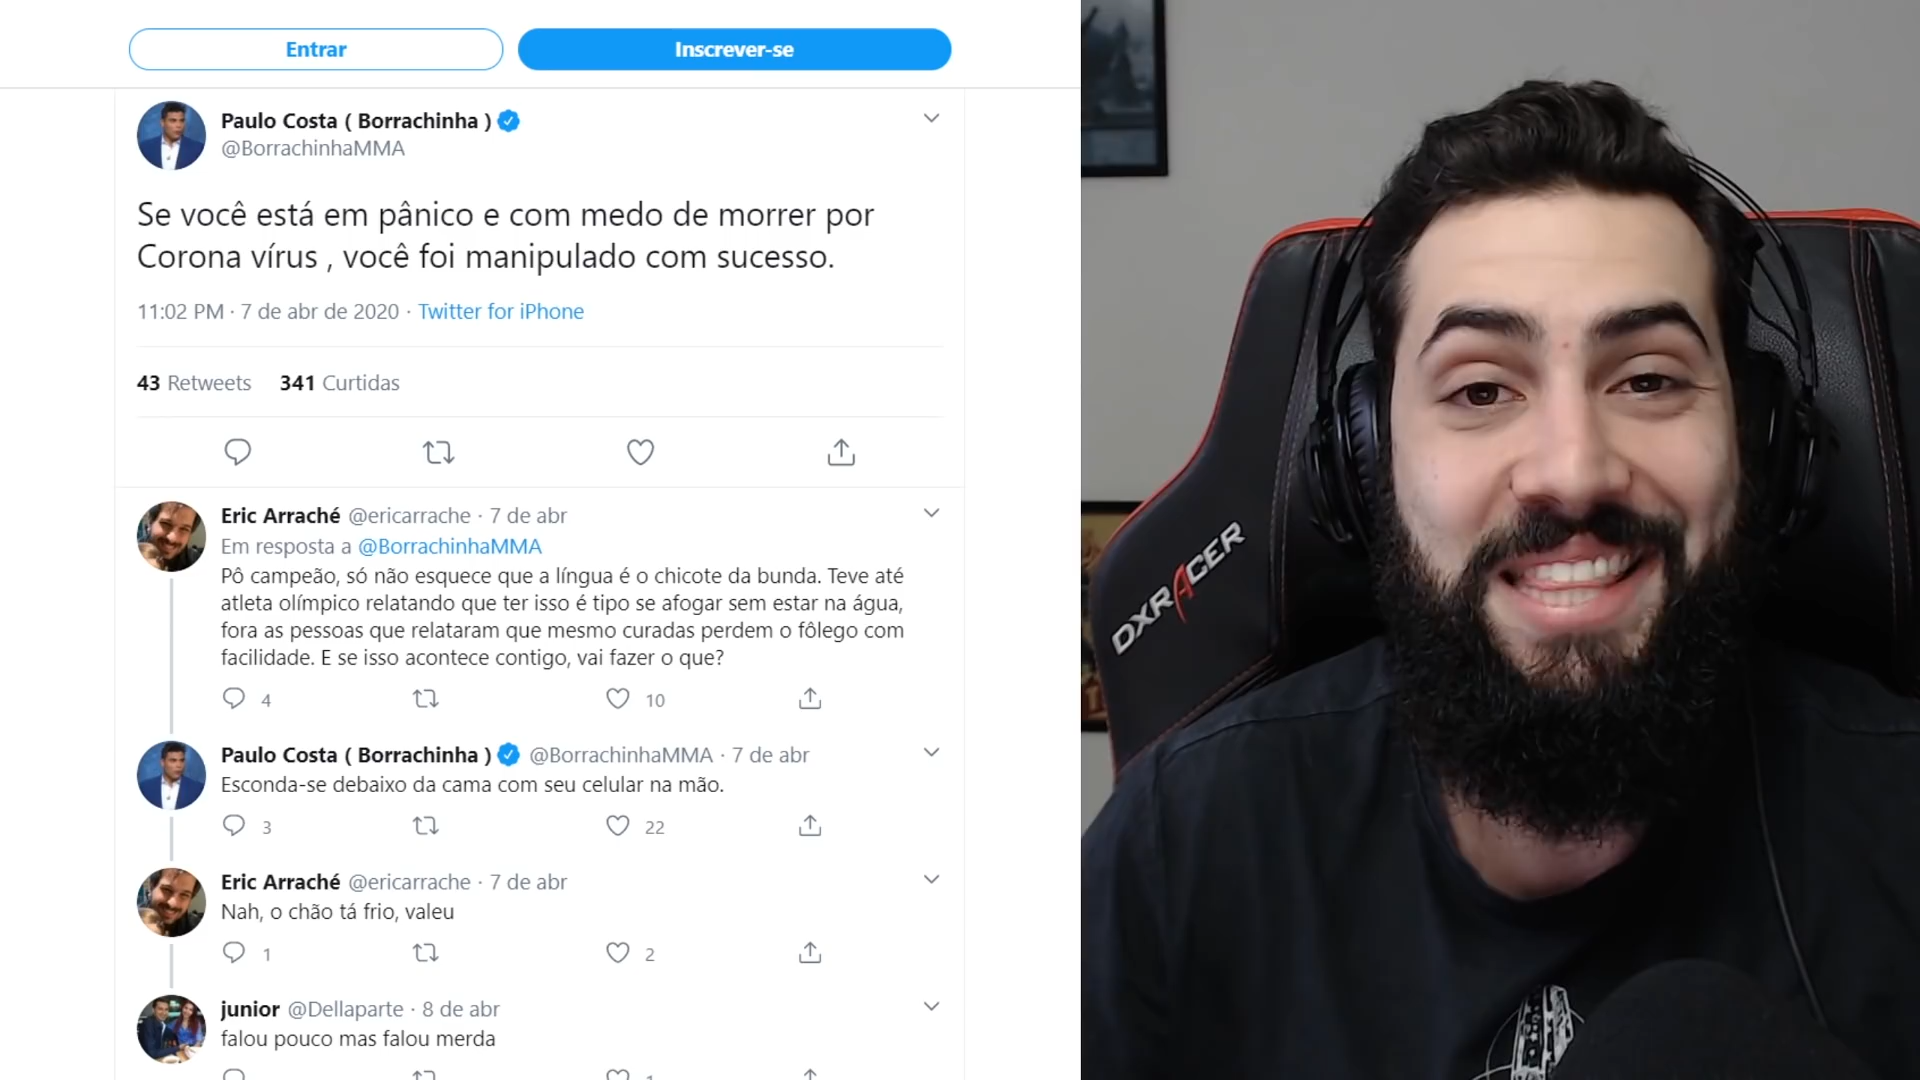 Entrar
Inscrever-se
Paulo Costa ( Borrachinha )
@BorrachinhaMMA
Se você está em pânico e com medo de morrer por
Corona vírus , você foi manipulado com sucesso.
11:02 PM · 7 de abr de 2020 · Twitter for iPhone
43 Retweets 341 Curtidas
Eric Arraché @ericarrache · 7 de abr
Em resposta a @BorrachinhaMMA
Pô campeão, só não esquece que a língua é o chicote da bunda. Teve até
atleta olímpico relatando que ter isso é tipo se afogar sem estar na água,
fora as pessoas que relataram que mesmo curadas perdem o fôlego com
facilidade. E se isso acontece contigo, vai fazer o que?
4 10
Paulo Costa ( Borrachinha ) @BorrachinhaMMA · 7 de abr
Esconda-se debaixo da cama com seu celular na mão.
3 22
Eric Arraché @ericarrache · 7 de abr
Nah, o chão tá frio, valeu
1 2
junior @Dellaparte · 8 de abr
falou pouco mas falou merda
DXRACER